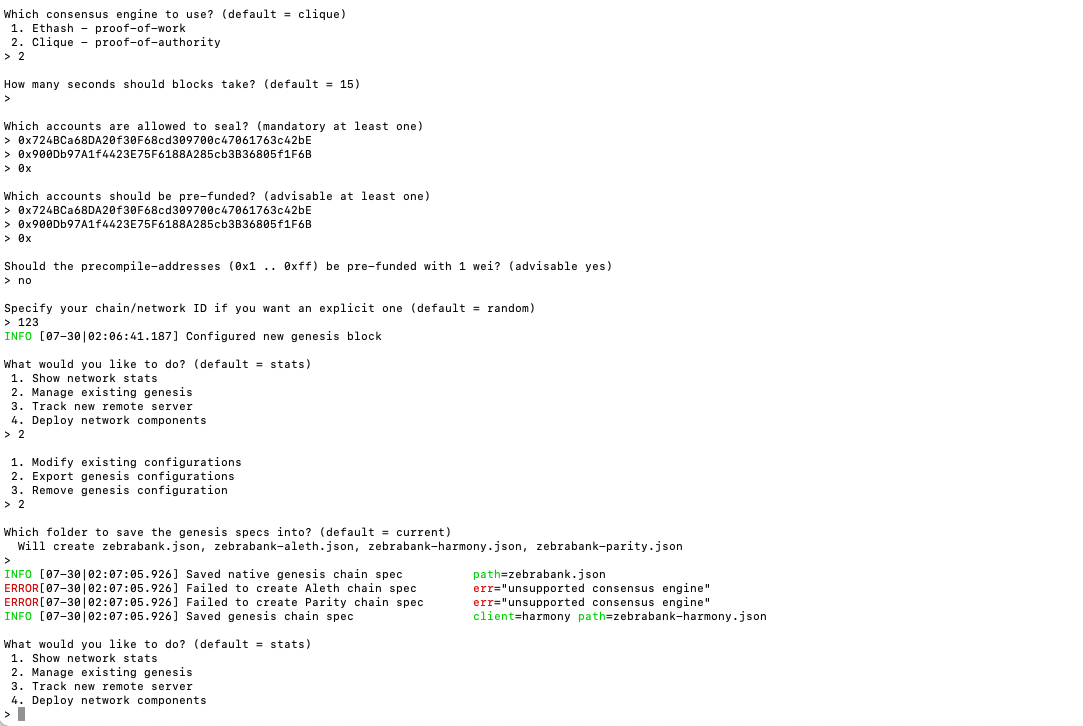 Which consensus engine to use? (default = clique)
1. Ethash - proof-of-work
2. Clique - proof-of-authority
> 2
How many seconds should blocks take? (default = 15)
>
Which accounts are allowed to seal? (mandatory at least one)
> 0x724BCa68DA20f30F68cd309700c47061763c42bE
> 0x900Db97A1f4423E75F6188A285cb3B36805f1F6B
> 0x
Which accounts should be pre-funded? (advisable at least one)
> 0x724BCa68DA20f30F68cd309700c47061763c42bE
> 0x900Db97A1f4423E75F6188A285cb3B36805f1F6B
> 0x
Should the precompile-addresses (0x1 .. 0xff) be pre-funded with 1 wei? (advisable yes)
> no
Specify your chain/network ID if you want an explicit one (default = random)
> 123
INFO [07-30|02:06:41.187] Configured new genesis block
What would you like to do? (default = stats)
1. Show network stats
2. Manage existing genesis
3. Track new remote server
4. Deploy network components
> 2
1. Modify existing configurations
2. Export genesis configurations
3. Remove genesis configuration
> 2
Which folder to save the genesis specs into? (default = current)
Will create zebrabank.json, zebrabank-aleth.json, zebrabank-harmony.json, zebrabank-parity.json
>
INFO [07-30|02:07:05.926] Saved native genesis chain spec path=zebrabank.json
ERROR[07-30|02:07:05.926] Failed to create Aleth chain spec err="unsupported consensus engine"
ERROR[07-30|02:07:05.926] Failed to create Parity chain spec err="unsupported consensus engine"
INFO [07-30|02:07:05.926] Saved genesis chain spec client=harmony path=zebrabank-harmony.json
What would you like to do? (default = stats)
1. Show network stats
2. Manage existing genesis
3. Track new remote server
4. Deploy network components
>